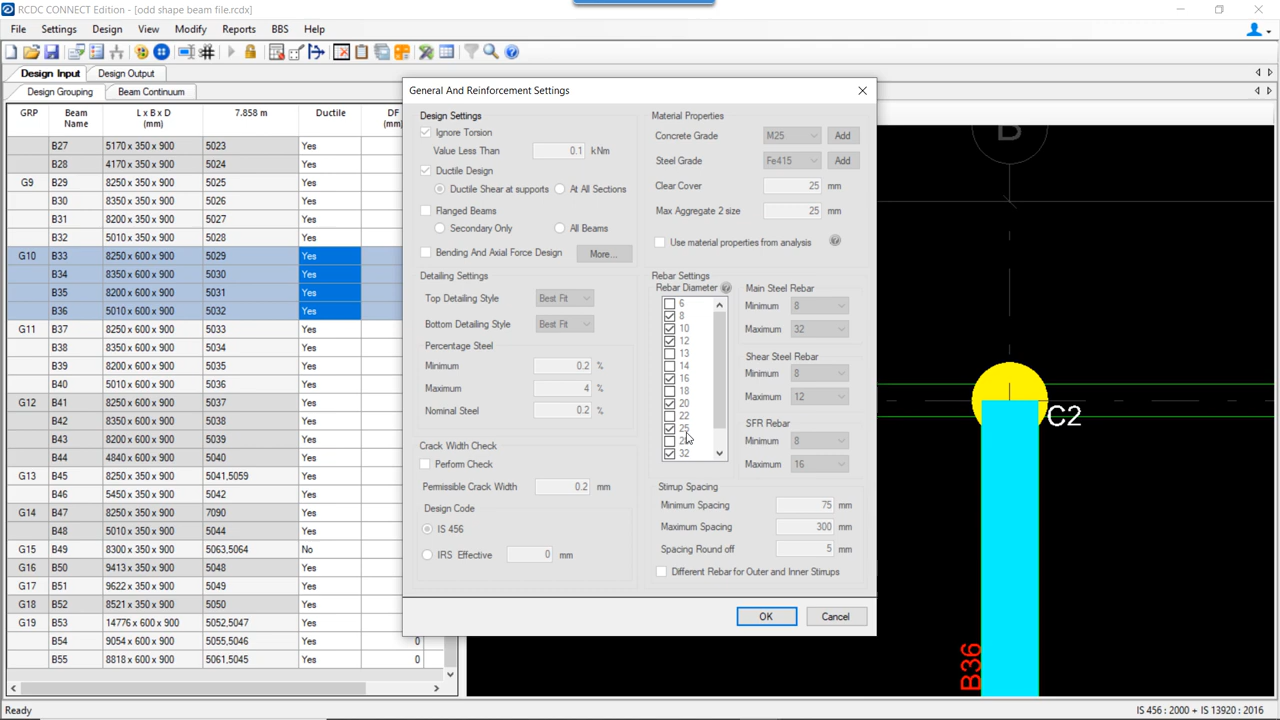 RCDC CONNECT Edition - [odd shape beam file.rcdx]
File Settings Design View Modify Reports BBS Help
Design Input Design Output
Design Grouping Beam Continuum
GRP Beam Name L x B x D (mm) 7.858 m Ductile DF (mm)
B27 5170 x 350 x 900 5023 Yes
B28 4170 x 350 x 900 5024 Yes
G9 B29 8250 x 350 x 900 5025 Yes
B30 8350 x 350 x 900 5026 Yes
B31 8200 x 350 x 900 5027 Yes
B32 5010 x 350 x 900 5028 Yes
G10 B33 8250 x 600 x 900 5029 Yes
B34 8350 x 600 x 900 5030 Yes
B35 8200 x 600 x 900 5031 Yes
B36 5010 x 600 x 900 5032 Yes
G11 B37 8250 x 600 x 900 5033 Yes
B38 8350 x 600 x 900 5034 Yes
B39 8200 x 600 x 900 5035 Yes
B40 5010 x 600 x 900 5036 Yes
G12 B41 8250 x 600 x 900 5037 Yes
B42 8350 x 600 x 900 5038 Yes
B43 8200 x 600 x 900 5039 Yes
B44 4840 x 600 x 900 5040 Yes
G13 B45 8250 x 350 x 900 5041,5059 Yes
B46 5450 x 350 x 900 5042 Yes
G14 B47 8250 x 350 x 900 7090 Yes
B48 5010 x 350 x 900 5044 Yes
G15 B49 8300 x 350 x 900 5063,5064 No
G16 B50 9413 x 350 x 900 5048 Yes
G17 B51 9622 x 350 x 900 5049 Yes
G18 B52 8521 x 350 x 900 5050 Yes
G19 B53 14776 x 600 x 900 5052,5047 Yes
B54 9054 x 600 x 900 5055,5046 Yes 0
B55 8818 x 600 x 900 5061,5045 Yes 0
General And Reinforcement Settings
Design Settings
Ignore Torsion
Value Less Than 0.1 kNm
Ductile Design
Ductile Shear at supports At All Sections
Flanged Beams
Secondary Only All Beams
Bending And Axial Force Design More...
Detailing Settings
Top Detailing Style Best Fit
Bottom Detailing Style Best Fit
Percentage Steel
Minimum 0.2 %
Maximum 4 %
Nominal Steel 0.2 %
Crack Width Check
Perform Check
Permissible Crack Width 0.2 mm
Design Code
IS 456
IRS Effective 0 mm
Material Properties
Concrete Grade M25 Add
Steel Grade Fe415 Add
Clear Cover 25 mm
Max Aggregate 2 size 25 mm
Use material properties from analysis
Rebar Settings
Rebar Diameter
6
8
10
12
13
14
16
18
20
22
25
32
Main Steel Rebar
Minimum 8
Maximum 32
Shear Steel Rebar
Minimum 8
Maximum 12
SFR Rebar
Minimum 8
Maximum 16
Stirrup Spacing
Minimum Spacing 75 mm
Maximum Spacing 300 mm
Spacing Round off 5 mm
Different Rebar for Outer and Inner Stirrups
OK Cancel
B
C2
B36
Ready IS 456 : 2000 + IS 13920 : 2016